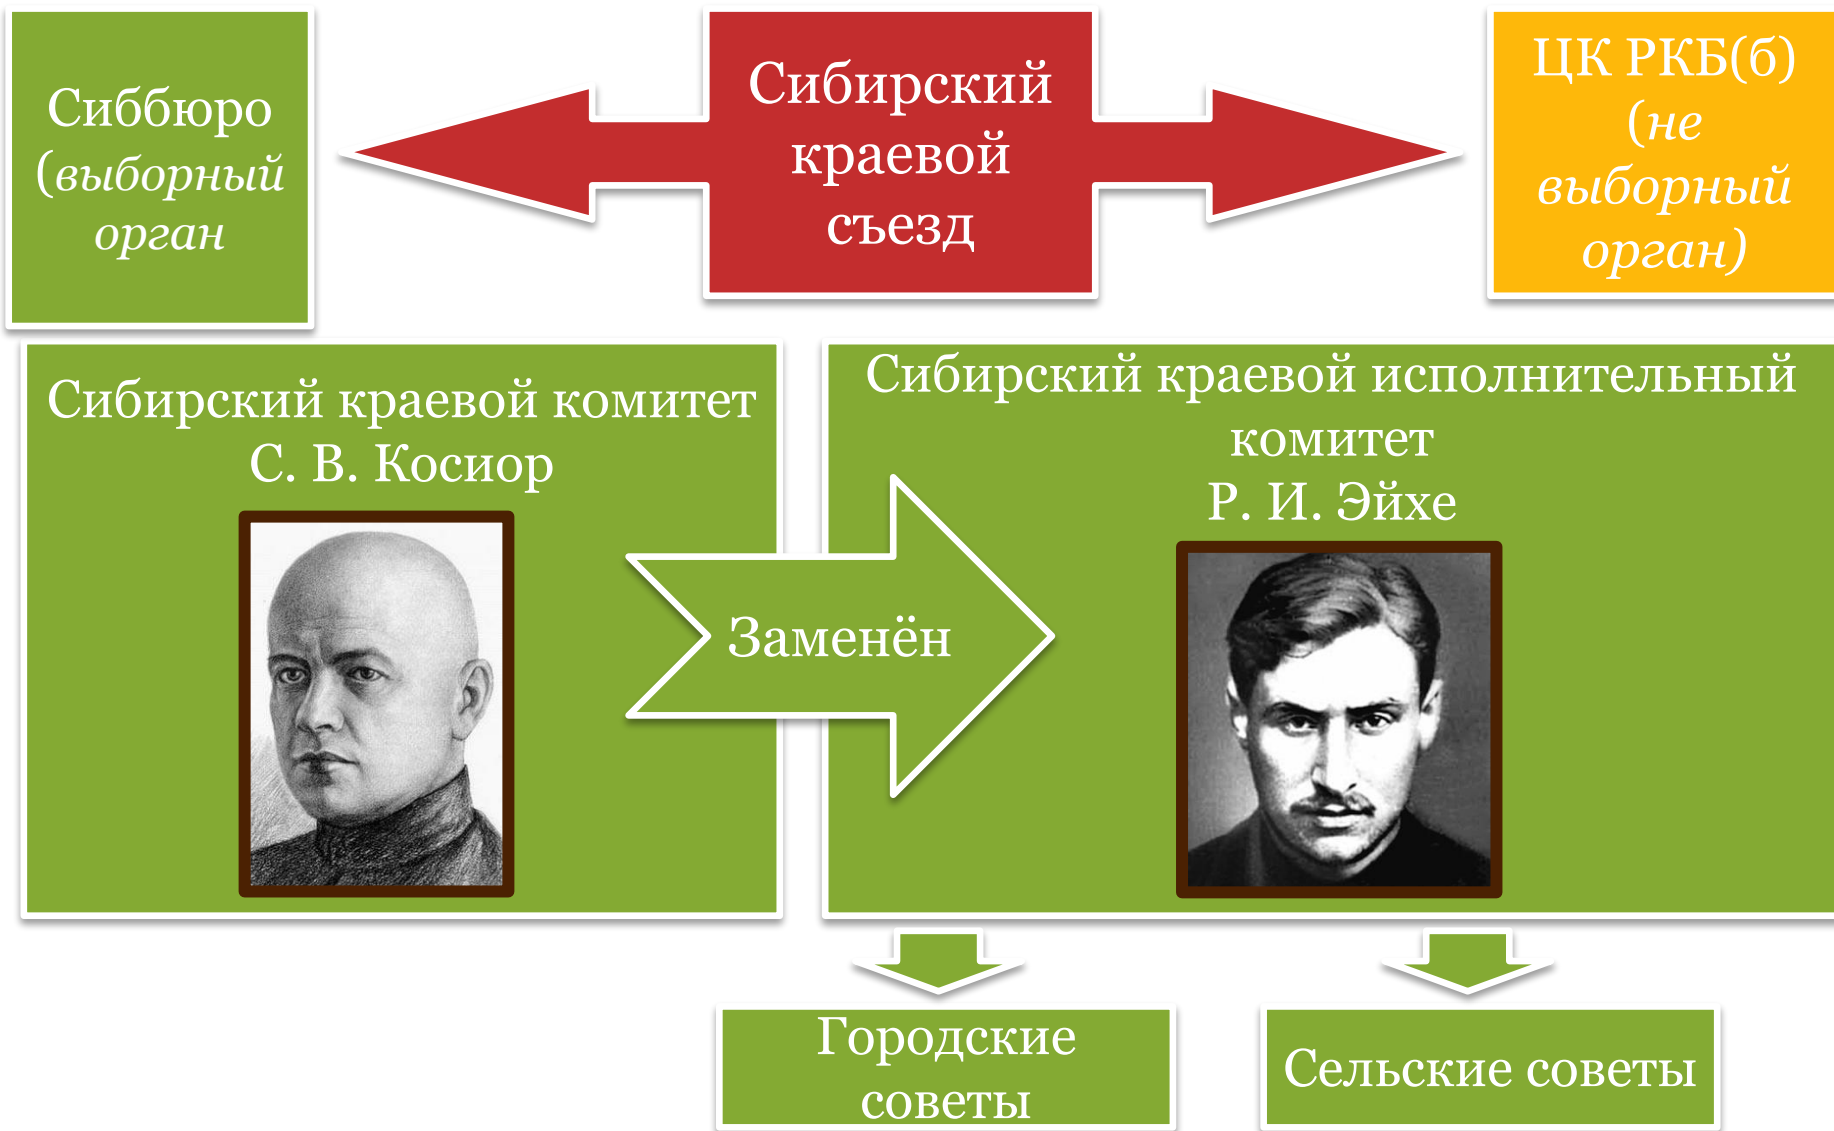 Сиббюро
(выборный
орган
Сибирский
краевой
съезд
ЦК РКБ(б)
(не
выборный
орган)
Сибирский краевой комитет
С. В. Косиор
Заменён
Сибирский краевой исполнительный
комитет
Р. И. Эйхе
Городские
советы
Сельские советы